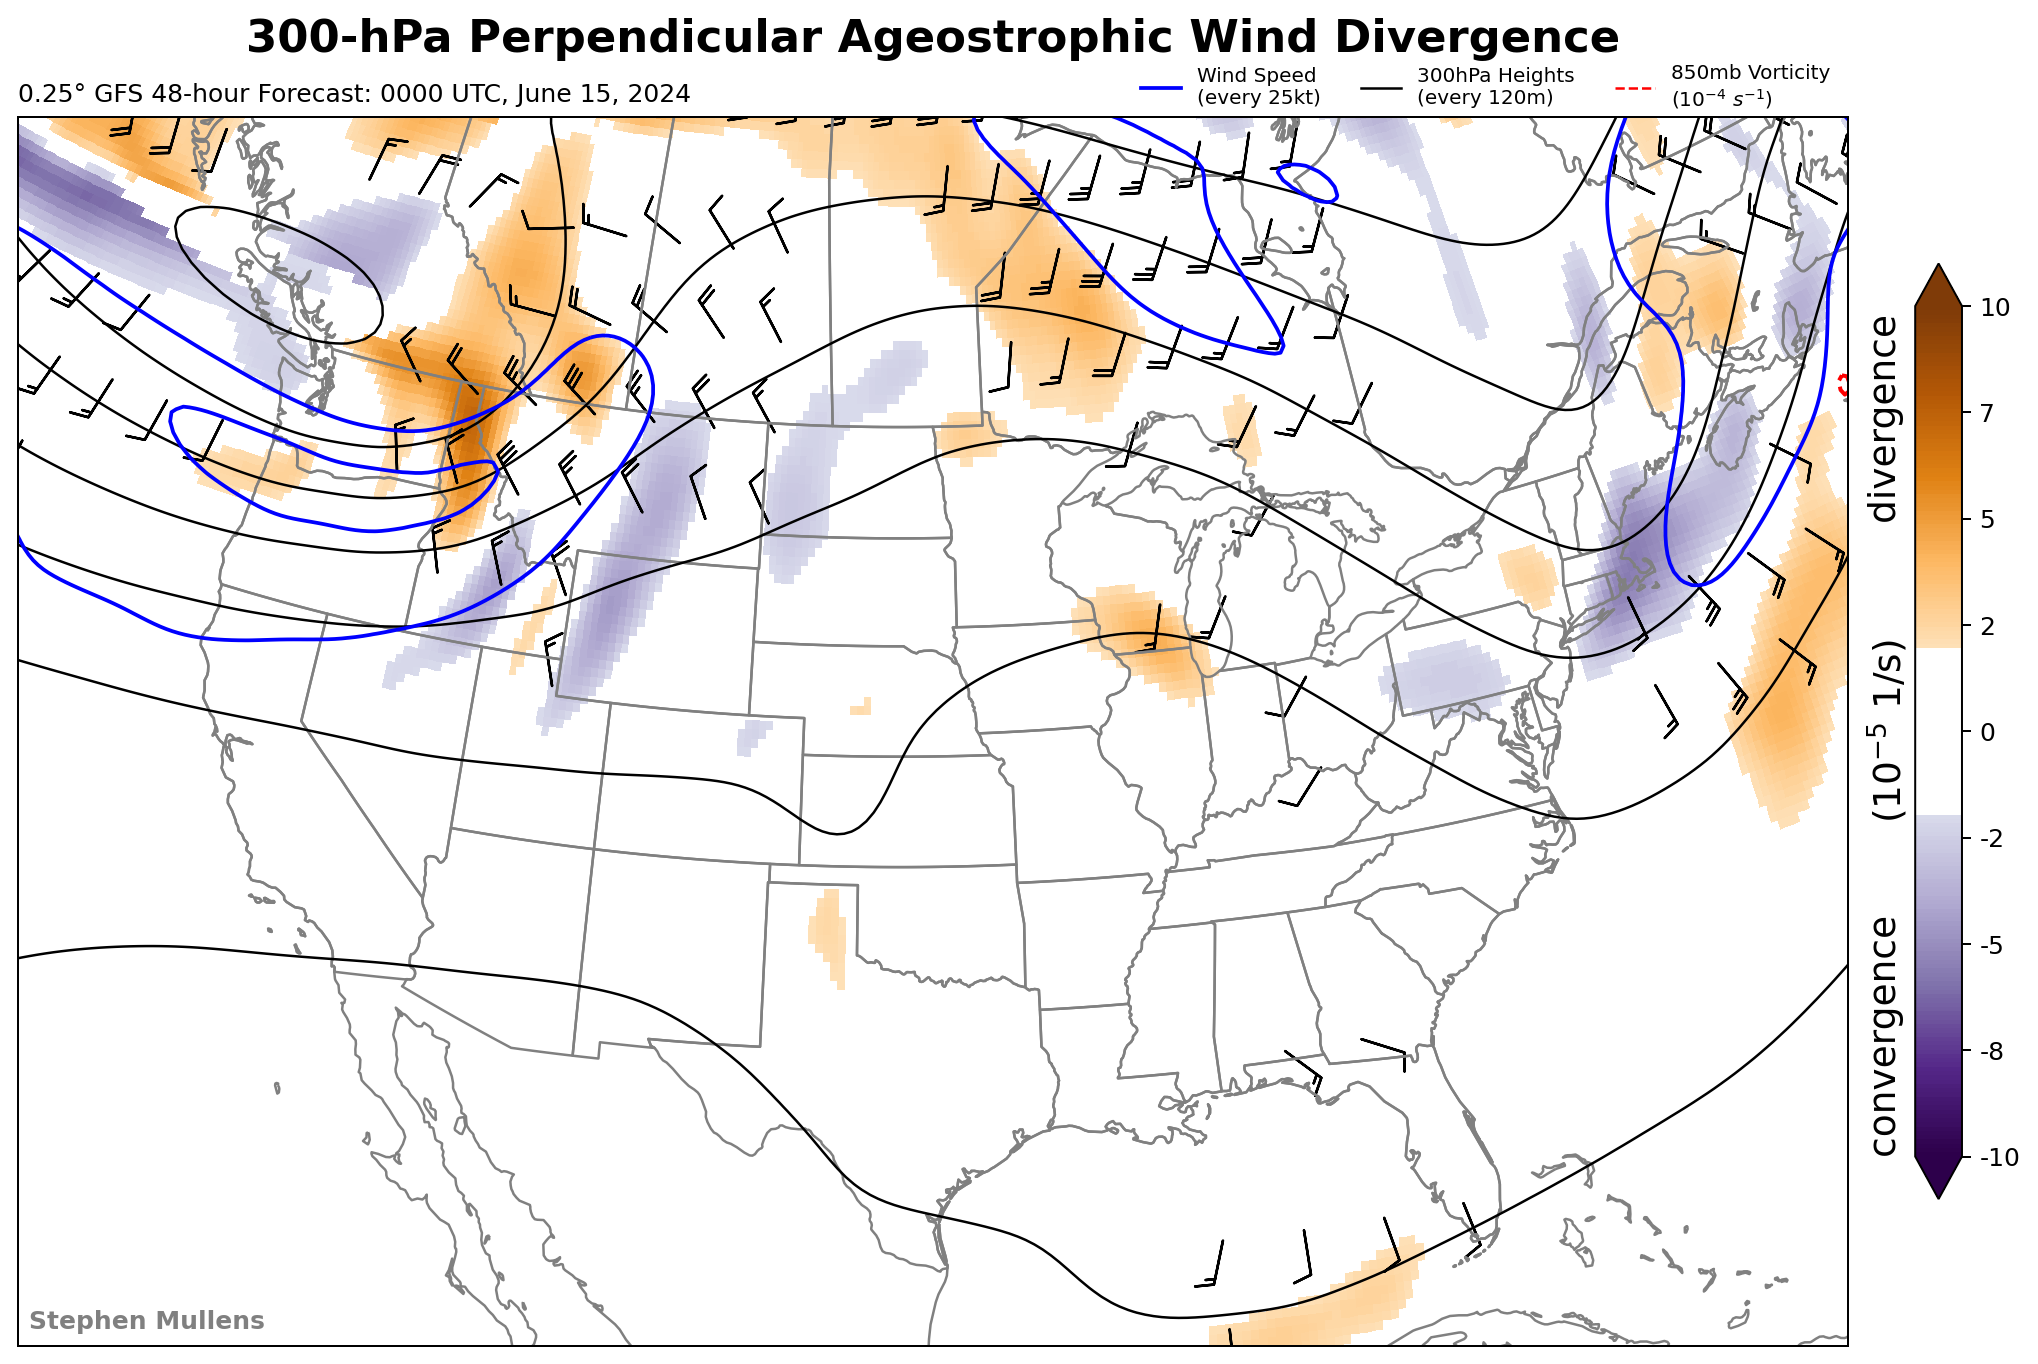 300-hPa Perpendicular Ageostrophic Wind Divergence
0.25° GFS 48-hour Forecast: 0000 UTC, June 15, 2024
Wind Speed
(every 25kt)
300hPa Heights
(every 120m)
850mb Vorticity
(10⁻⁴ s⁻¹)
convergence (10⁻⁵ 1/s) divergence
10
7
5
2
0
-2
-5
-8
-10
Stephen Mullens